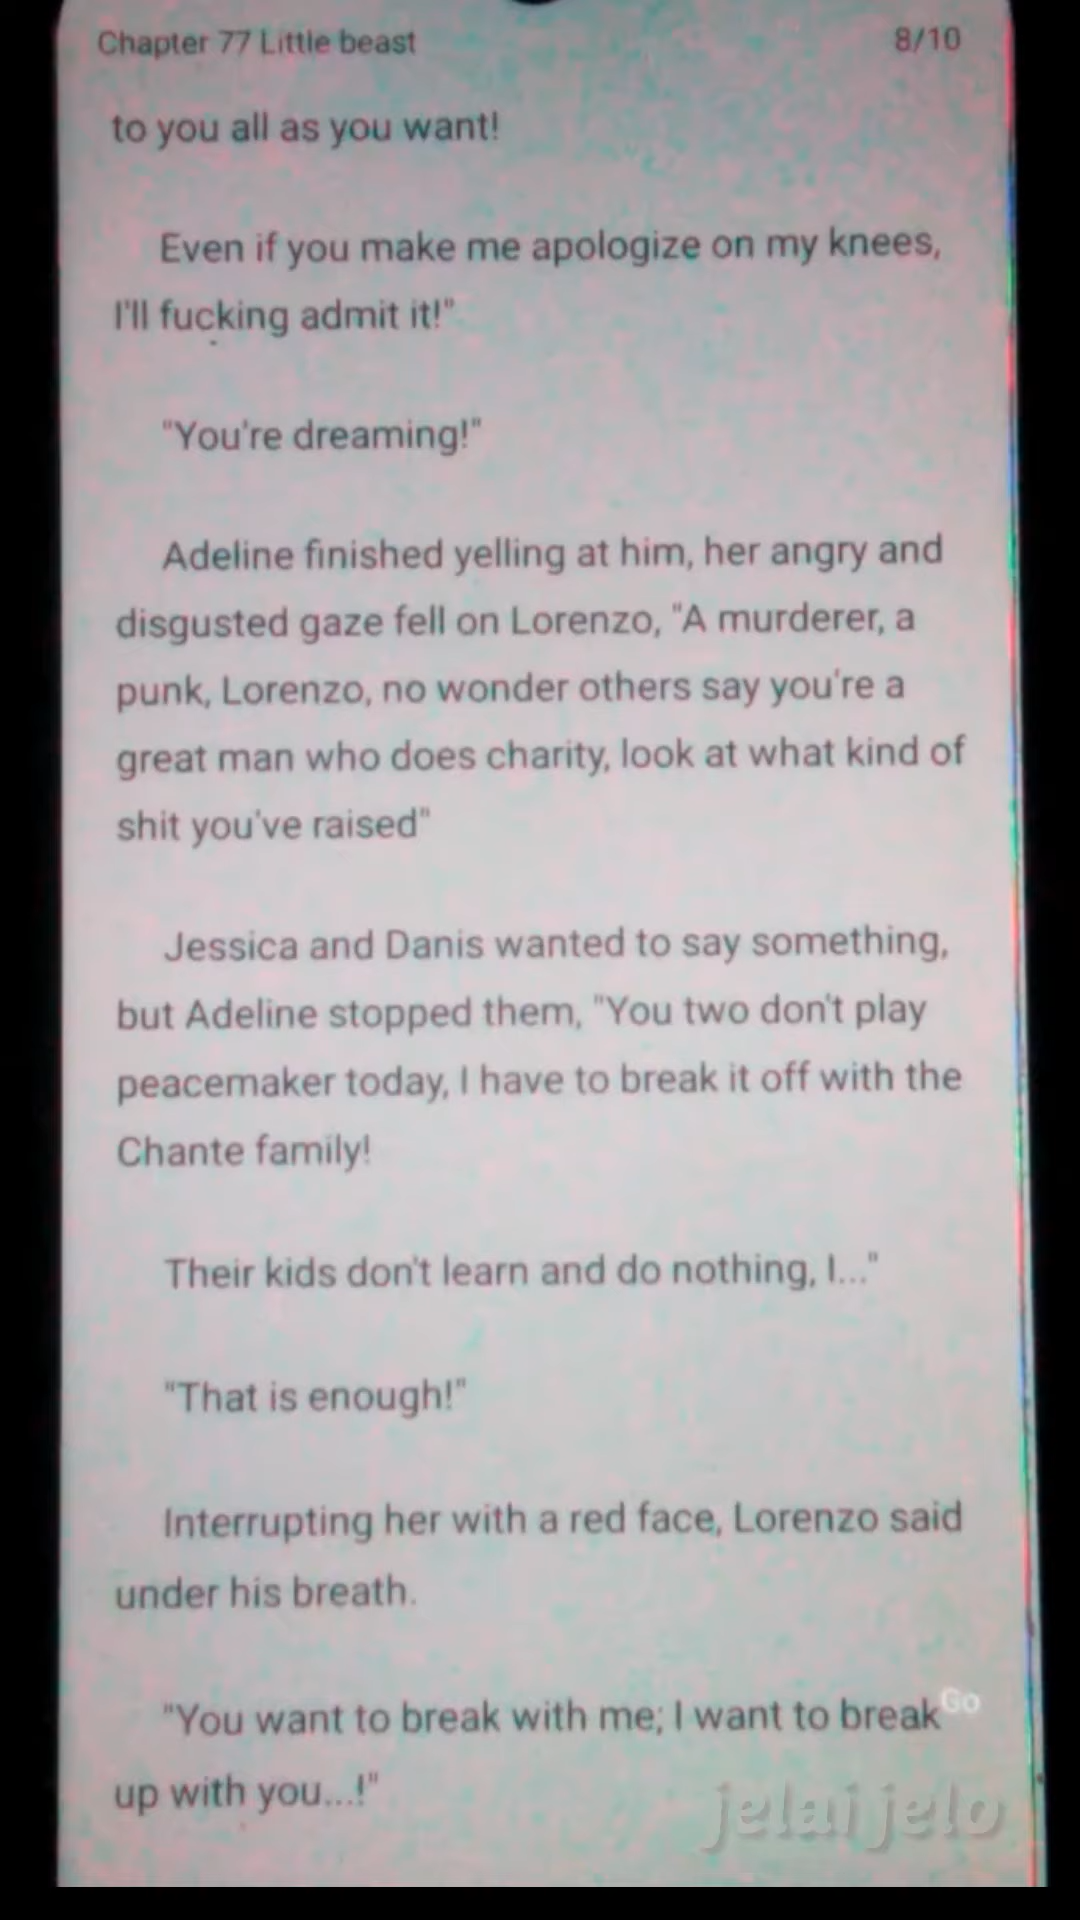 Chapter 77 Little beast
8/10
to you all as you want!
Even if you make me apologize on my knees,
I'll fucking admit it!"
"You're dreaming!"
Adeline finished yelling at him, her angry and
disgusted gaze fell on Lorenzo, "A murderer, a
punk, Lorenzo, no wonder others say you're a
great man who does charity, look at what kind of
shit you've raised"
Jessica and Danis wanted to say something,
but Adeline stopped them, "You two don't play
peacemaker today, I have to break it off with the
Chante family!
Their kids don't learn and do nothing, I..."
"That is enough!"
Interrupting her with a red face, Lorenzo said
under his breath.
"You want to break with me; I want to break
Go
up with you...!"
jelai jelo